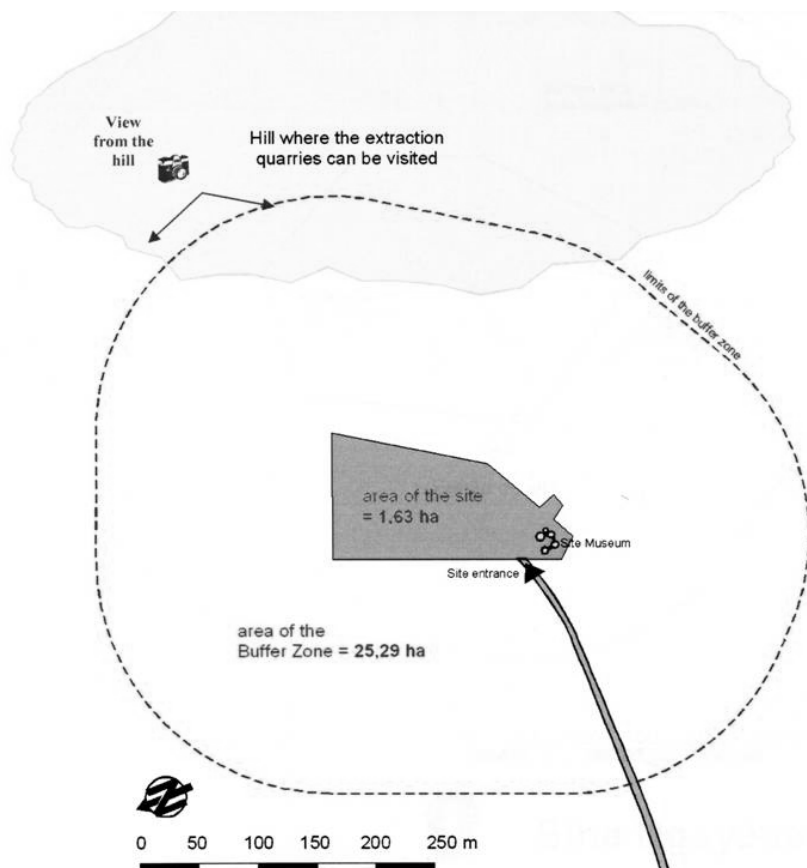 View
from the
hill
Hill where the extraction
quarries can be visited
limits of the buffer zone
area of the site
= 1,63 ha
Site Museum
Site entrance
area of the
Buffer Zone = 25,29 ha
0 50 100 150 200 250 m